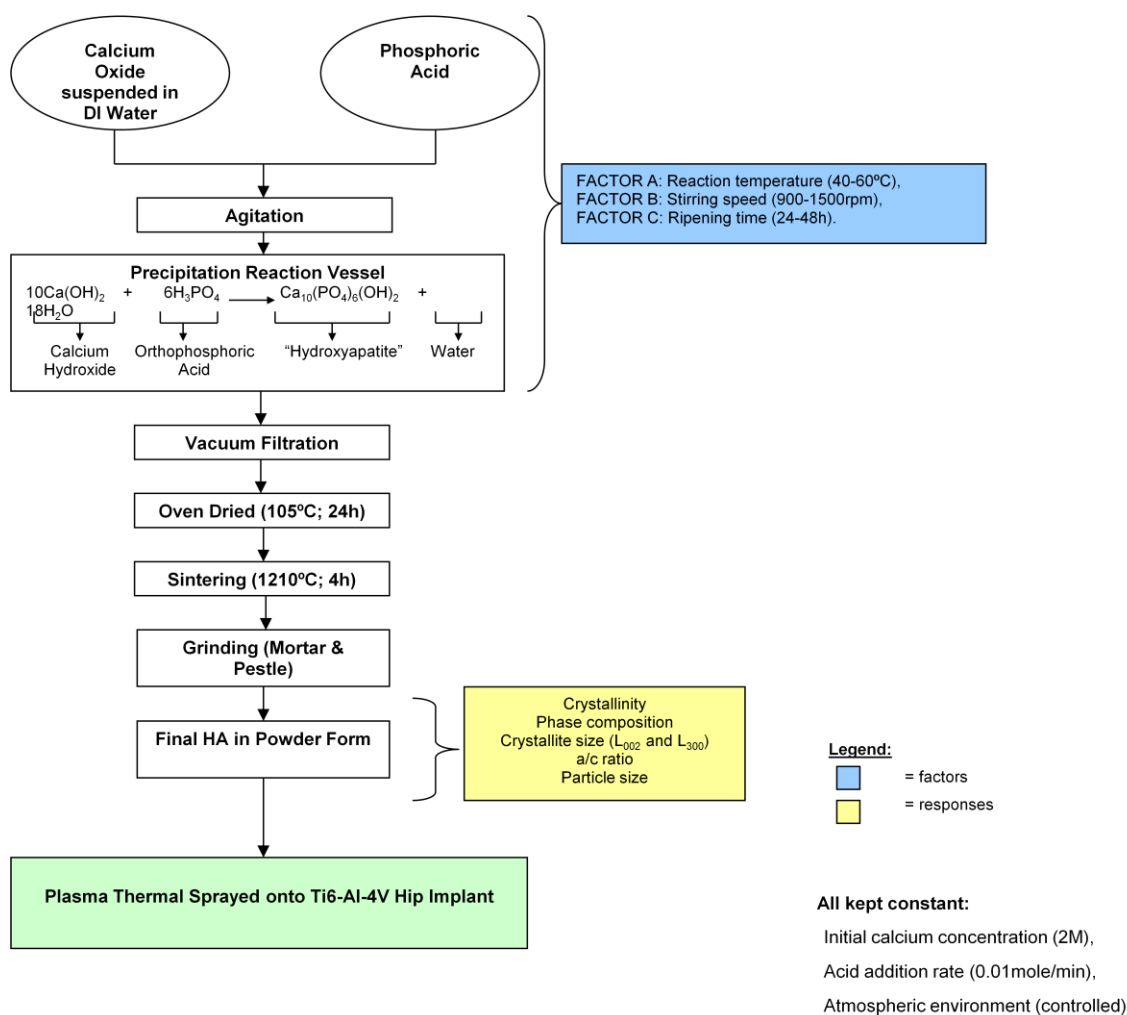 Calcium
Oxide
suspended in
DI Water
Phosphoric
Acid
FACTOR A: Reaction temperature (40-60ºC),
FACTOR B: Stirring speed (900-1500rpm),
FACTOR C: Ripening time (24-48h).
Agitation
Precipitation Reaction Vessel
10Ca(OH)₂ + 6H₃PO₄ Ca₁₀(PO₄)₆(OH)₂ +
18H₂O
Calcium
Hydroxide
Orthophosphoric
Acid
“Hydroxyapatite”
Water
Vacuum Filtration
Oven Dried (105ºC; 24h)
Sintering (1210ºC; 4h)
Grinding (Mortar &
Pestle)
Final HA in Powder Form
Crystallinity
Phase composition
Crystallite size (L₀₀₂ and L₃₀₀)
a/c ratio
Particle size
Legend:
= factors
= responses
Plasma Thermal Sprayed onto Ti6-Al-4V Hip Implant
All kept constant:
Initial calcium concentration (2M),
Acid addition rate (0.01mole/min),
Atmospheric environment (controlled)